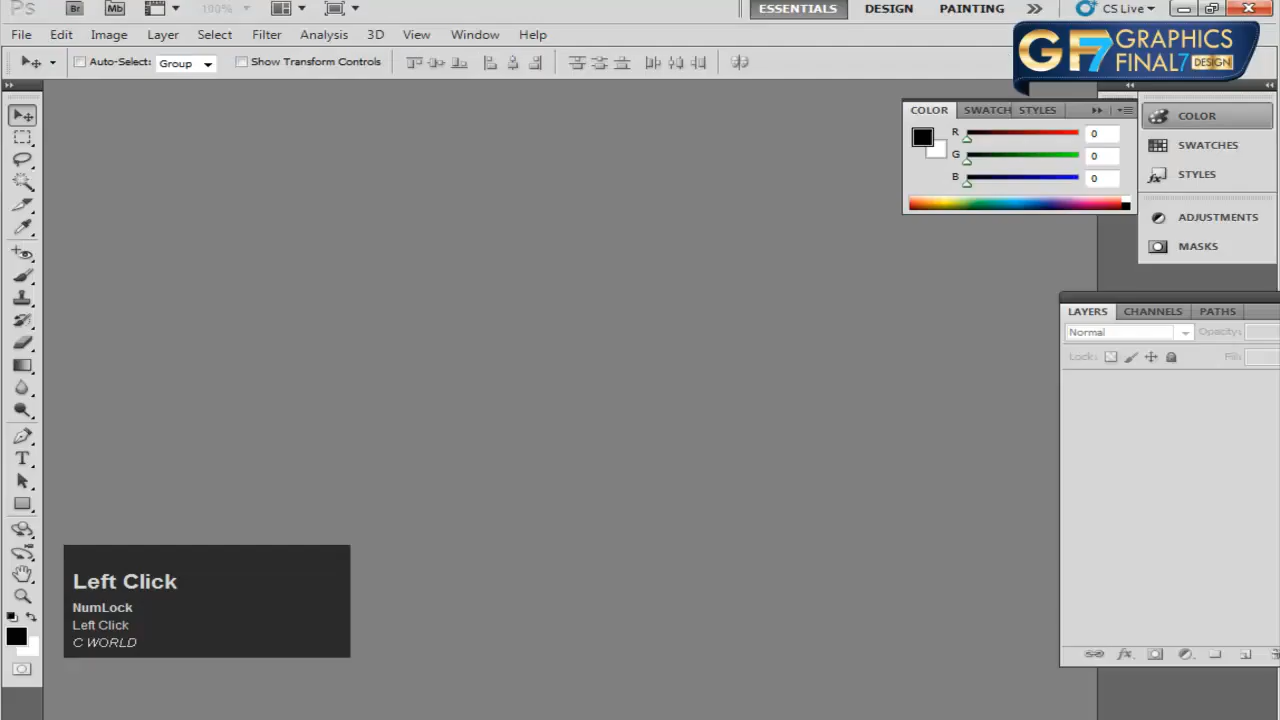 Ps Br Mb 100% ESSENTIALS DESIGN PAINTING CS Live
File Edit Image Layer Select Filter Analysis 3D View Window Help
GF7 GRAPHICS FINAL7 DESIGN
Auto-Select: Group Show Transform Controls
COLOR SWATCH STYLES
R 0
G 0
B 0
COLOR
SWATCHES
STYLES
ADJUSTMENTS
MASKS
LAYERS CHANNELS PATHS
Normal Opacity:
Lock: Fill:
T
Left Click
NumLock
Left Click
C WORLD